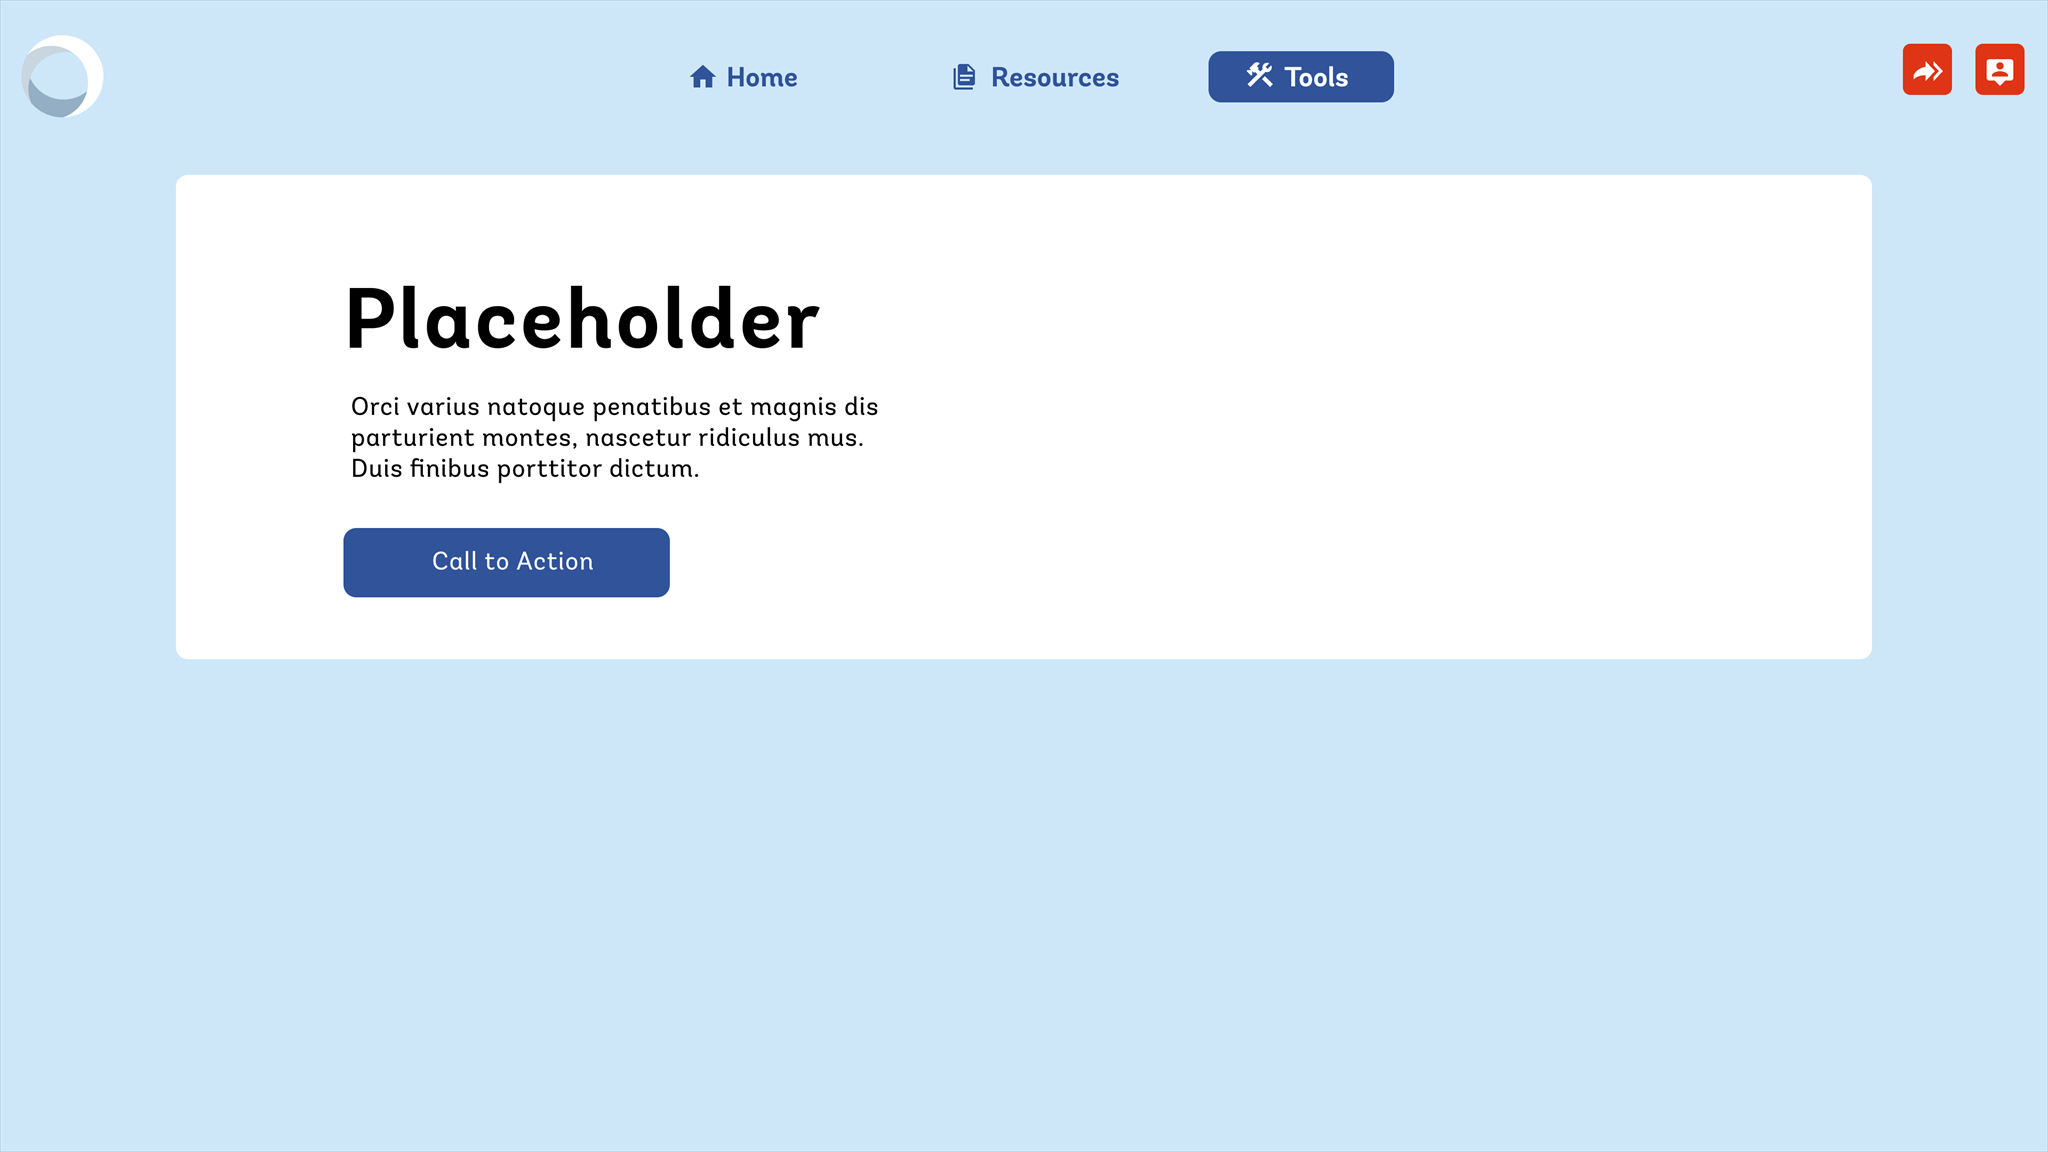 Home
Resources
Tools
Placeholder
Orci varius natoque penatibus et magnis dis
parturient montes, nascetur ridiculus mus.
Duis finibus porttitor dictum.
Call to Action